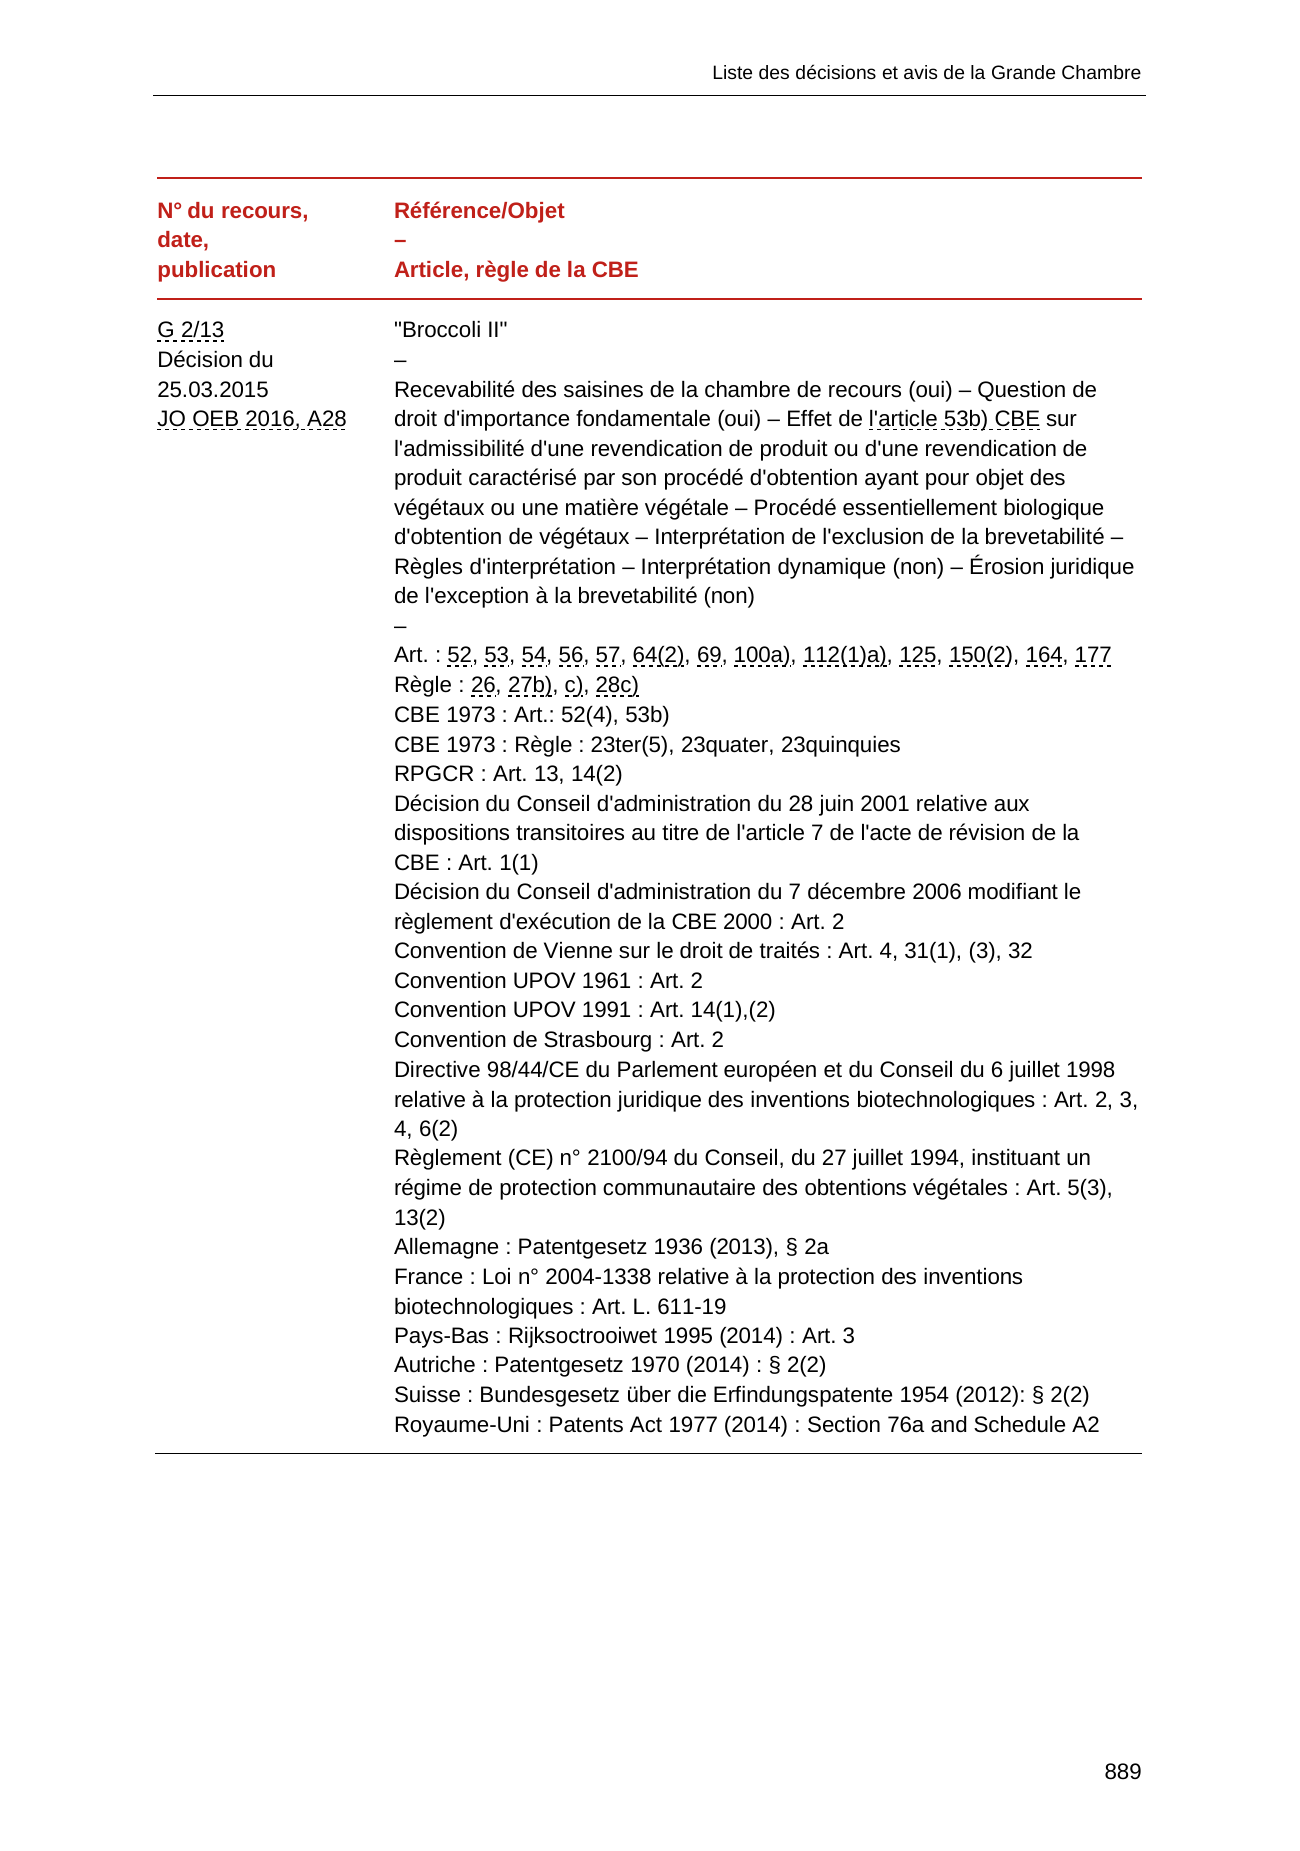 Liste des décisions et avis de la Grande Chambre
N° du recours,
date,
publication
Référence/Objet
–
Article, règle de la CBE
G 2/13
Décision du
25.03.2015
JO OEB 2016, A28
"Broccoli II"
–
Recevabilité des saisines de la chambre de recours (oui) – Question de
droit d'importance fondamentale (oui) – Effet de l'article 53b) CBE sur
l'admissibilité d'une revendication de produit ou d'une revendication de
produit caractérisé par son procédé d'obtention ayant pour objet des
végétaux ou une matière végétale – Procédé essentiellement biologique
d'obtention de végétaux – Interprétation de l'exclusion de la brevetabilité –
Règles d'interprétation – Interprétation dynamique (non) – Érosion juridique
de l'exception à la brevetabilité (non)
–
Art. : 52, 53, 54, 56, 57, 64(2), 69, 100a), 112(1)a), 125, 150(2), 164, 177
Règle : 26, 27b), c), 28c)
CBE 1973 : Art.: 52(4), 53b)
CBE 1973 : Règle : 23ter(5), 23quater, 23quinquies
RPGCR : Art. 13, 14(2)
Décision du Conseil d'administration du 28 juin 2001 relative aux
dispositions transitoires au titre de l'article 7 de l'acte de révision de la
CBE : Art. 1(1)
Décision du Conseil d'administration du 7 décembre 2006 modifiant le
règlement d'exécution de la CBE 2000 : Art. 2
Convention de Vienne sur le droit de traités : Art. 4, 31(1), (3), 32
Convention UPOV 1961 : Art. 2
Convention UPOV 1991 : Art. 14(1),(2)
Convention de Strasbourg : Art. 2
Directive 98/44/CE du Parlement européen et du Conseil du 6 juillet 1998
relative à la protection juridique des inventions biotechnologiques : Art. 2, 3,
4, 6(2)
Règlement (CE) n° 2100/94 du Conseil, du 27 juillet 1994, instituant un
régime de protection communautaire des obtentions végétales : Art. 5(3),
13(2)
Allemagne : Patentgesetz 1936 (2013), § 2a
France : Loi n° 2004-1338 relative à la protection des inventions
biotechnologiques : Art. L. 611-19
Pays-Bas : Rijksoctrooiwet 1995 (2014) : Art. 3
Autriche : Patentgesetz 1970 (2014) : § 2(2)
Suisse : Bundesgesetz über die Erfindungspatente 1954 (2012): § 2(2)
Royaume-Uni : Patents Act 1977 (2014) : Section 76a and Schedule A2
889